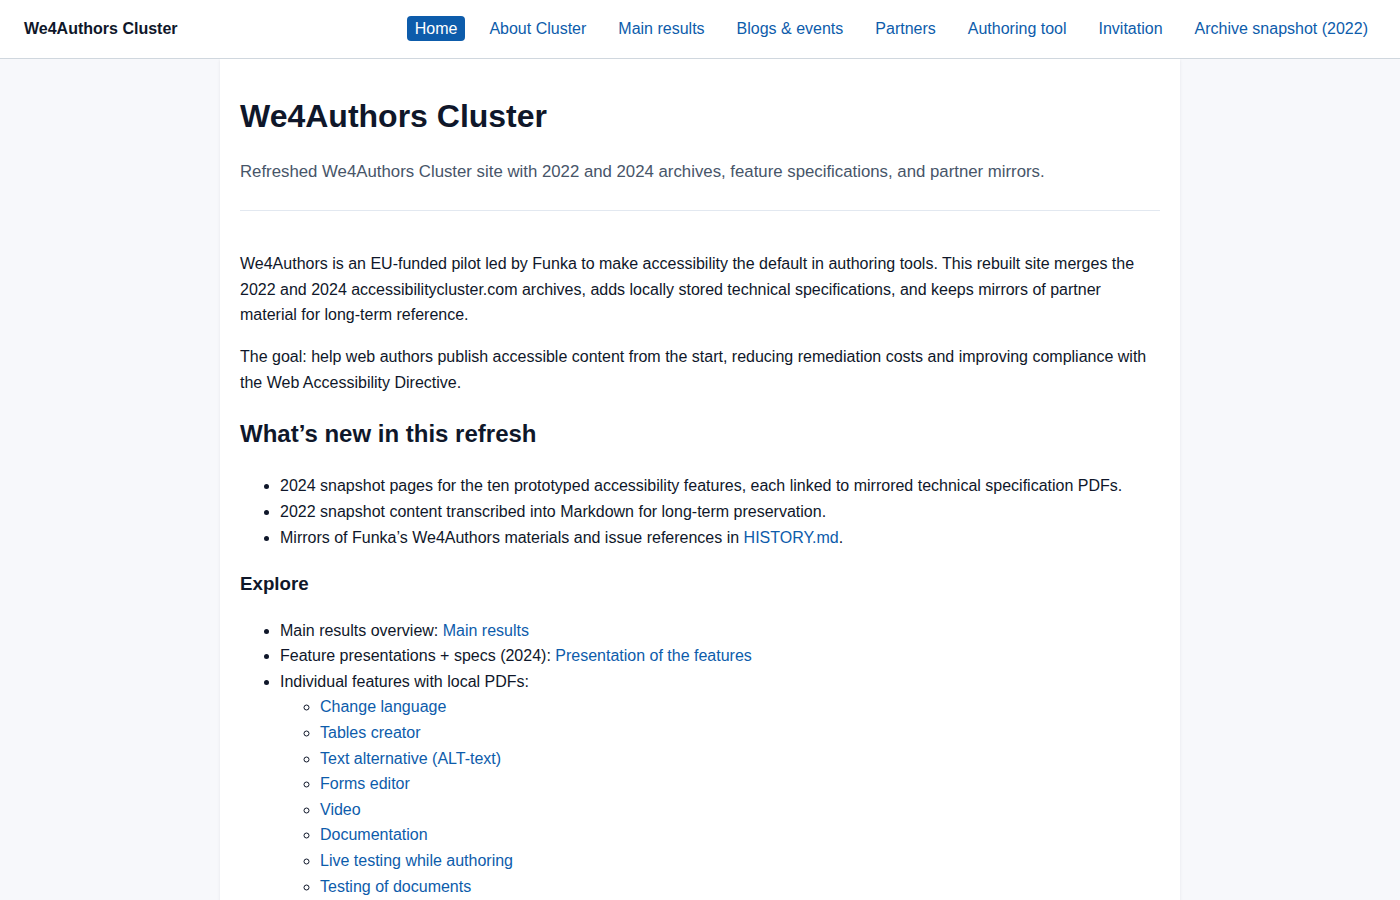 We4Authors Cluster
Home About Cluster Main results Blogs & events Partners Authoring tool Invitation Archive snapshot (2022)
We4Authors Cluster
Refreshed We4Authors Cluster site with 2022 and 2024 archives, feature specifications, and partner mirrors.
We4Authors is an EU-funded pilot led by Funka to make accessibility the default in authoring tools. This rebuilt site merges the
2022 and 2024 accessibilitycluster.com archives, adds locally stored technical specifications, and keeps mirrors of partner
material for long-term reference.
The goal: help web authors publish accessible content from the start, reducing remediation costs and improving compliance with
the Web Accessibility Directive.
What’s new in this refresh
2024 snapshot pages for the ten prototyped accessibility features, each linked to mirrored technical specification PDFs.
2022 snapshot content transcribed into Markdown for long-term preservation.
Mirrors of Funka’s We4Authors materials and issue references in HISTORY.md.
Explore
Main results overview: Main results
Feature presentations + specs (2024): Presentation of the features
Individual features with local PDFs:
Change language
Tables creator
Text alternative (ALT-text)
Forms editor
Video
Documentation
Live testing while authoring
Testing of documents